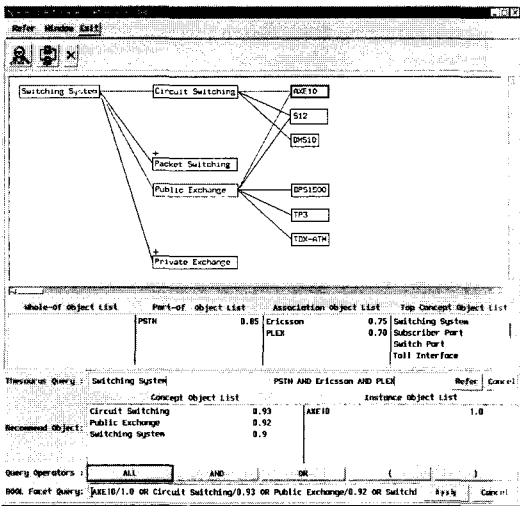 Refer Window Exit
Switching System
Circuit Switching
AXE10
S12
DMS10
+
Packet Switching
Public Exchange
DPS1500
TP3
TDX-ATM
+
Private Exchange
Whole-Of Object List Part-Of Object List Association Object List Top Concept Object List
PSTN 0.85 Ericsson 0.75 Switching System
PLEX 0.70 Subscriber Part
Switch Part
Toll Interface
Thesaurus Query : Switching System PSTN AND Ericsson AND PLEX Refer Cancel
Concept Object List Instance Object List
Recommend Object: Circuit Switching 0.93 AXE10 1.0
Public Exchange 0.92
Switching System 0.9
Query Operators : ALL AND OR ( )
BOOL Facet Query: AXE10/1.0 OR Circuit Switching/0.93 OR Public Exchange/0.92 OR Switchi Apply Cancel